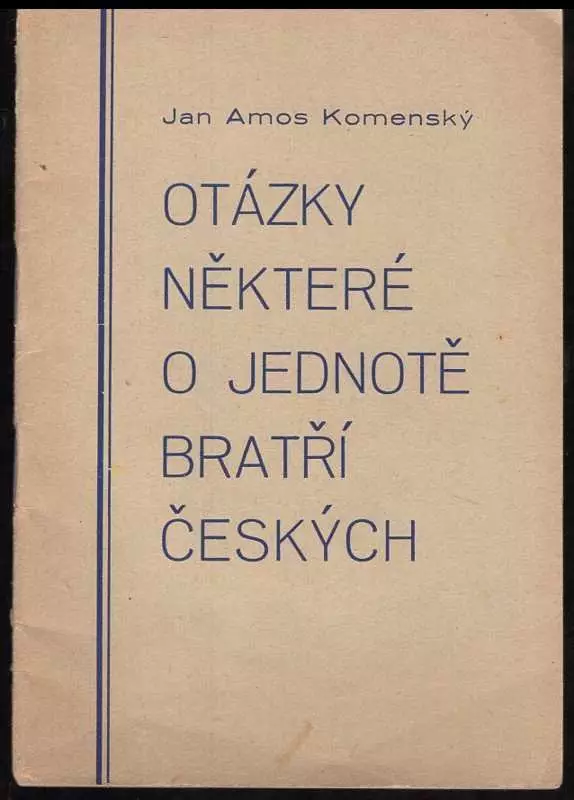 Jan Amos Komenský
OTÁZKY
NĚKTERÉ
O JEDNOTĚ
BRATŘÍ
ČESKÝCH